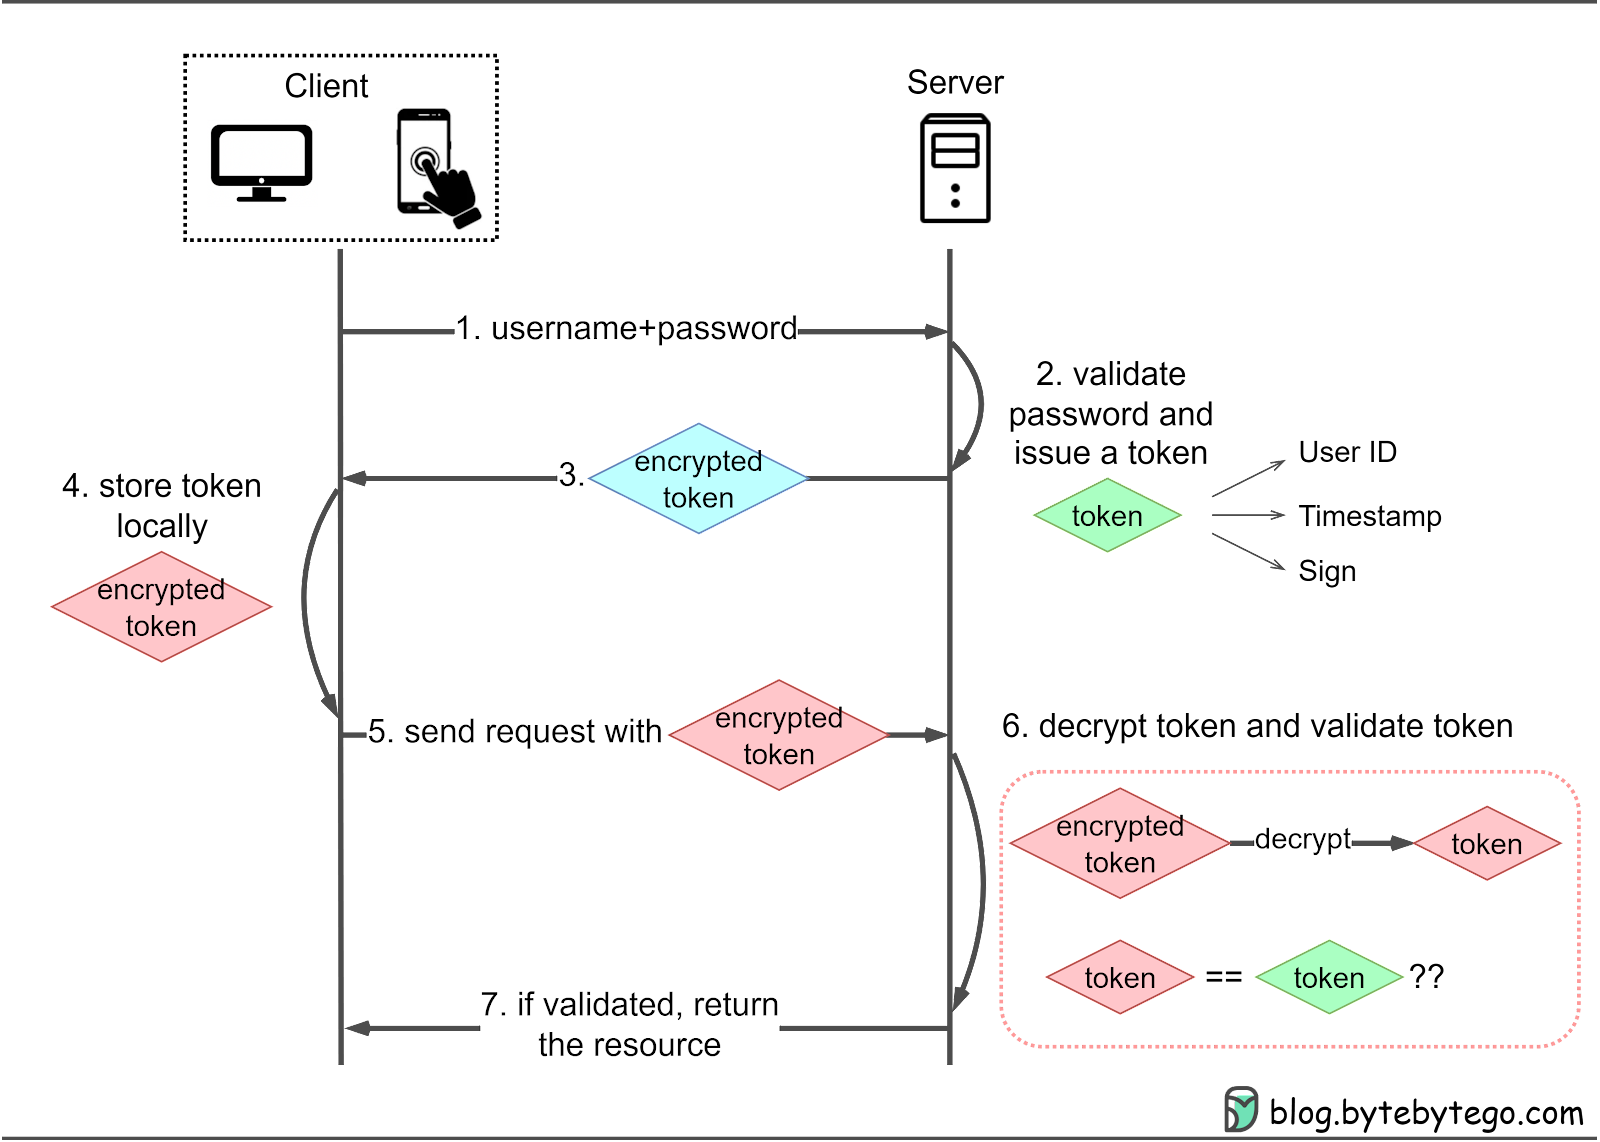 Client
Server
1. username+password
2. validate
password and
issue a token
token
User ID
Timestamp
Sign
3.
encrypted
token
4. store token
locally
encrypted
token
5. send request with
encrypted
token
6. decrypt token and validate token
encrypted
token
decrypt
token
token == token ??
7. if validated, return
the resource
blog.bytebytego.com